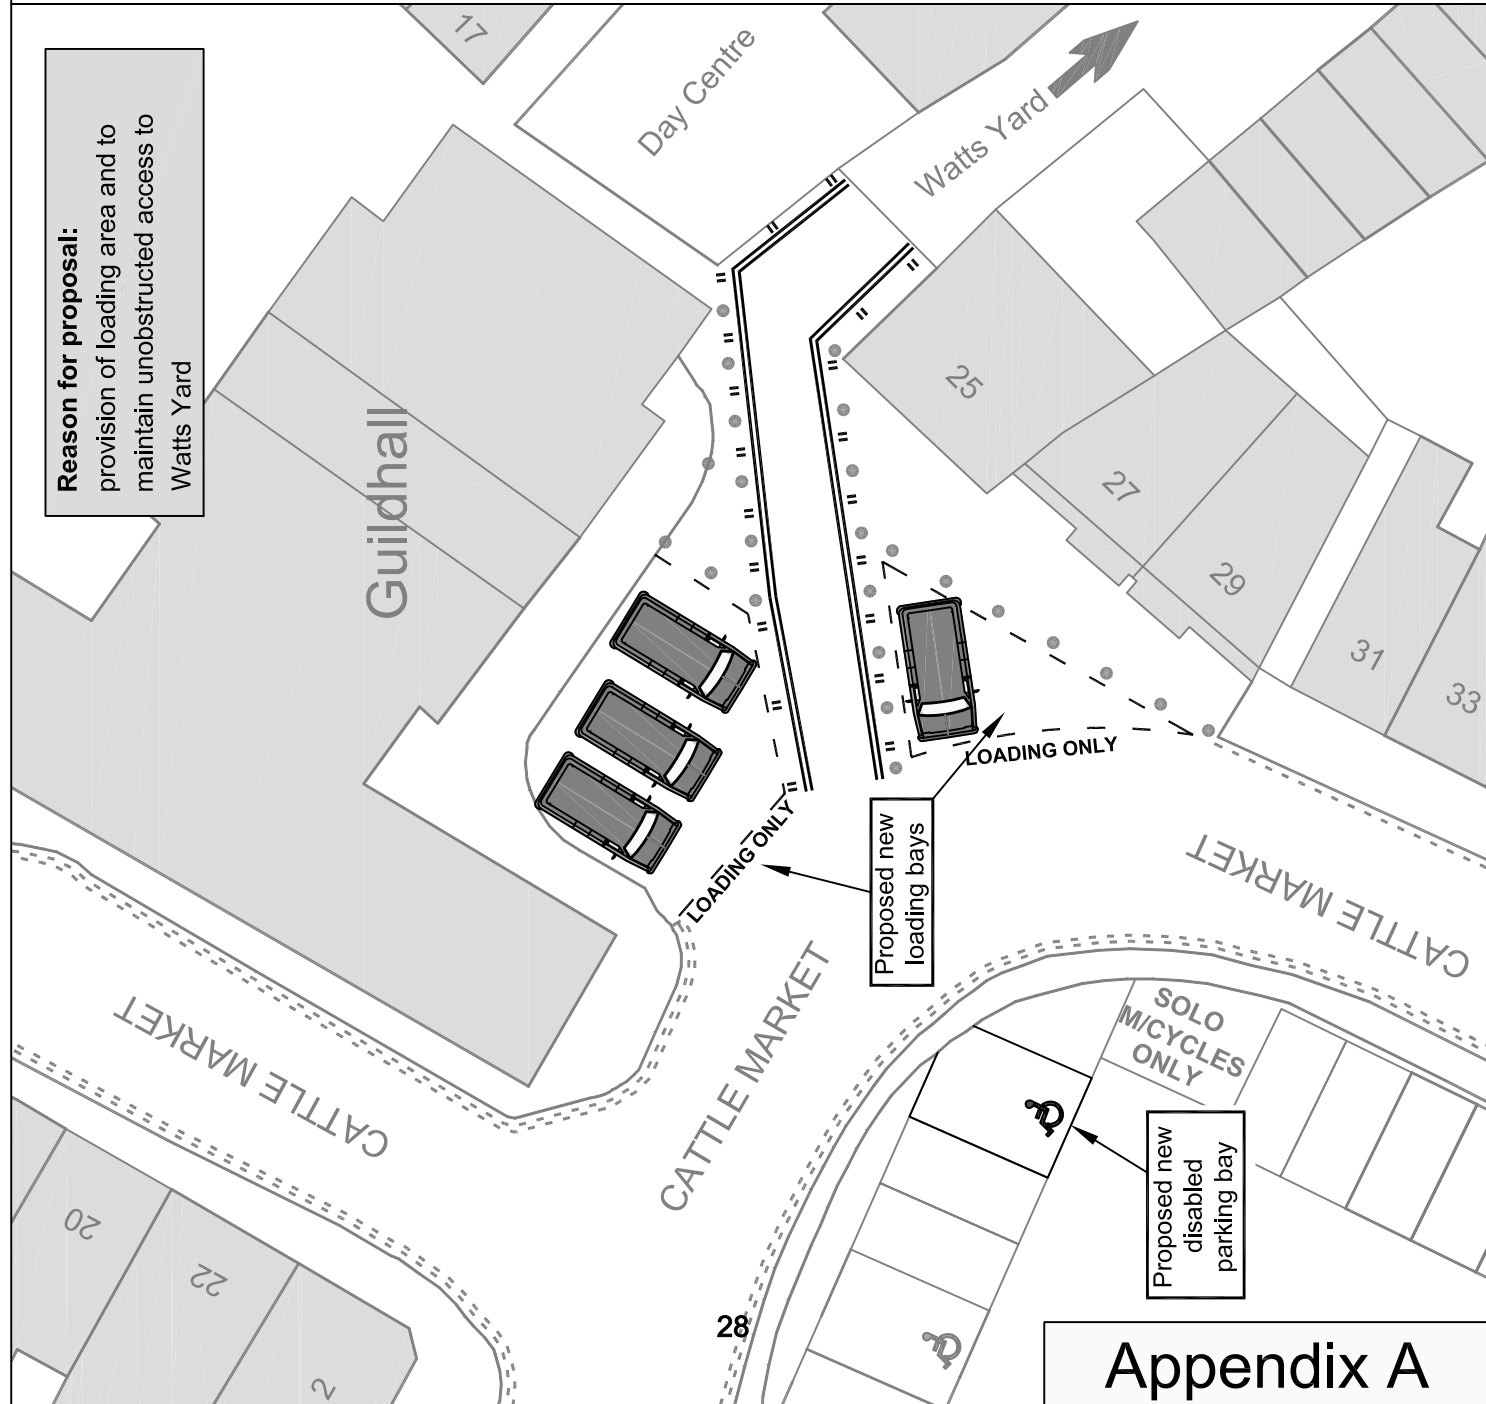 Reason for proposal:
provision of loading area and to
maintain unobstructed access to
Watts Yard
17
Day Centre
Watts Yard
Guildhall
25
27
29
31
33
LOADING ONLY
LOADING ONLY
Proposed new
loading bays
CATTLE MARKET
CATTLE MARKET
CATTLE MARKET
SOLO
M/CYCLES
ONLY
Proposed new
disabled
parking bay
20
22
2
28
Appendix A